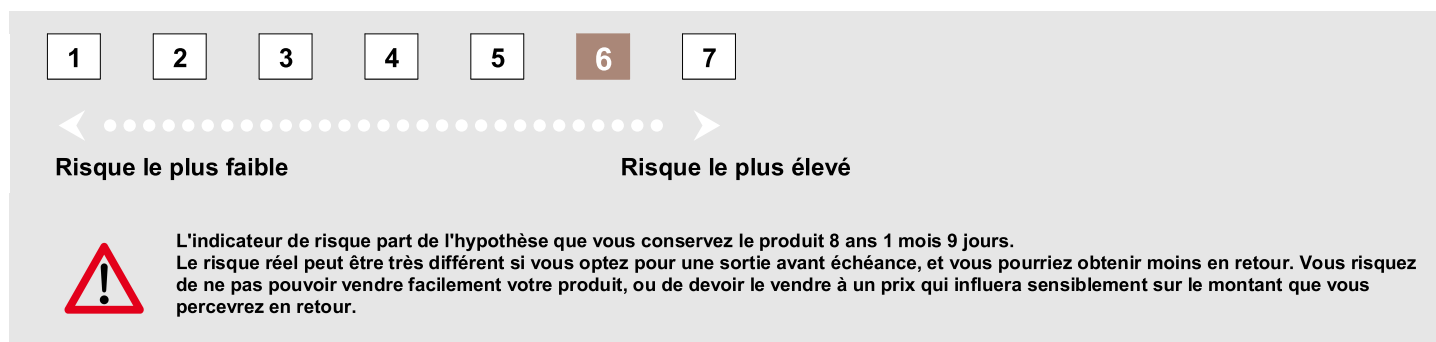 1 2 3 4 5 6 7
Risque le plus faible Risque le plus élevé
L'indicateur de risque part de l'hypothèse que vous conservez le produit 8 ans 1 mois 9 jours.
Le risque réel peut être très différent si vous optez pour une sortie avant échéance, et vous pourriez obtenir moins en retour. Vous risquez
de ne pas pouvoir vendre facilement votre produit, ou de devoir le vendre à un prix qui influera sensiblement sur le montant que vous
percevrez en retour.